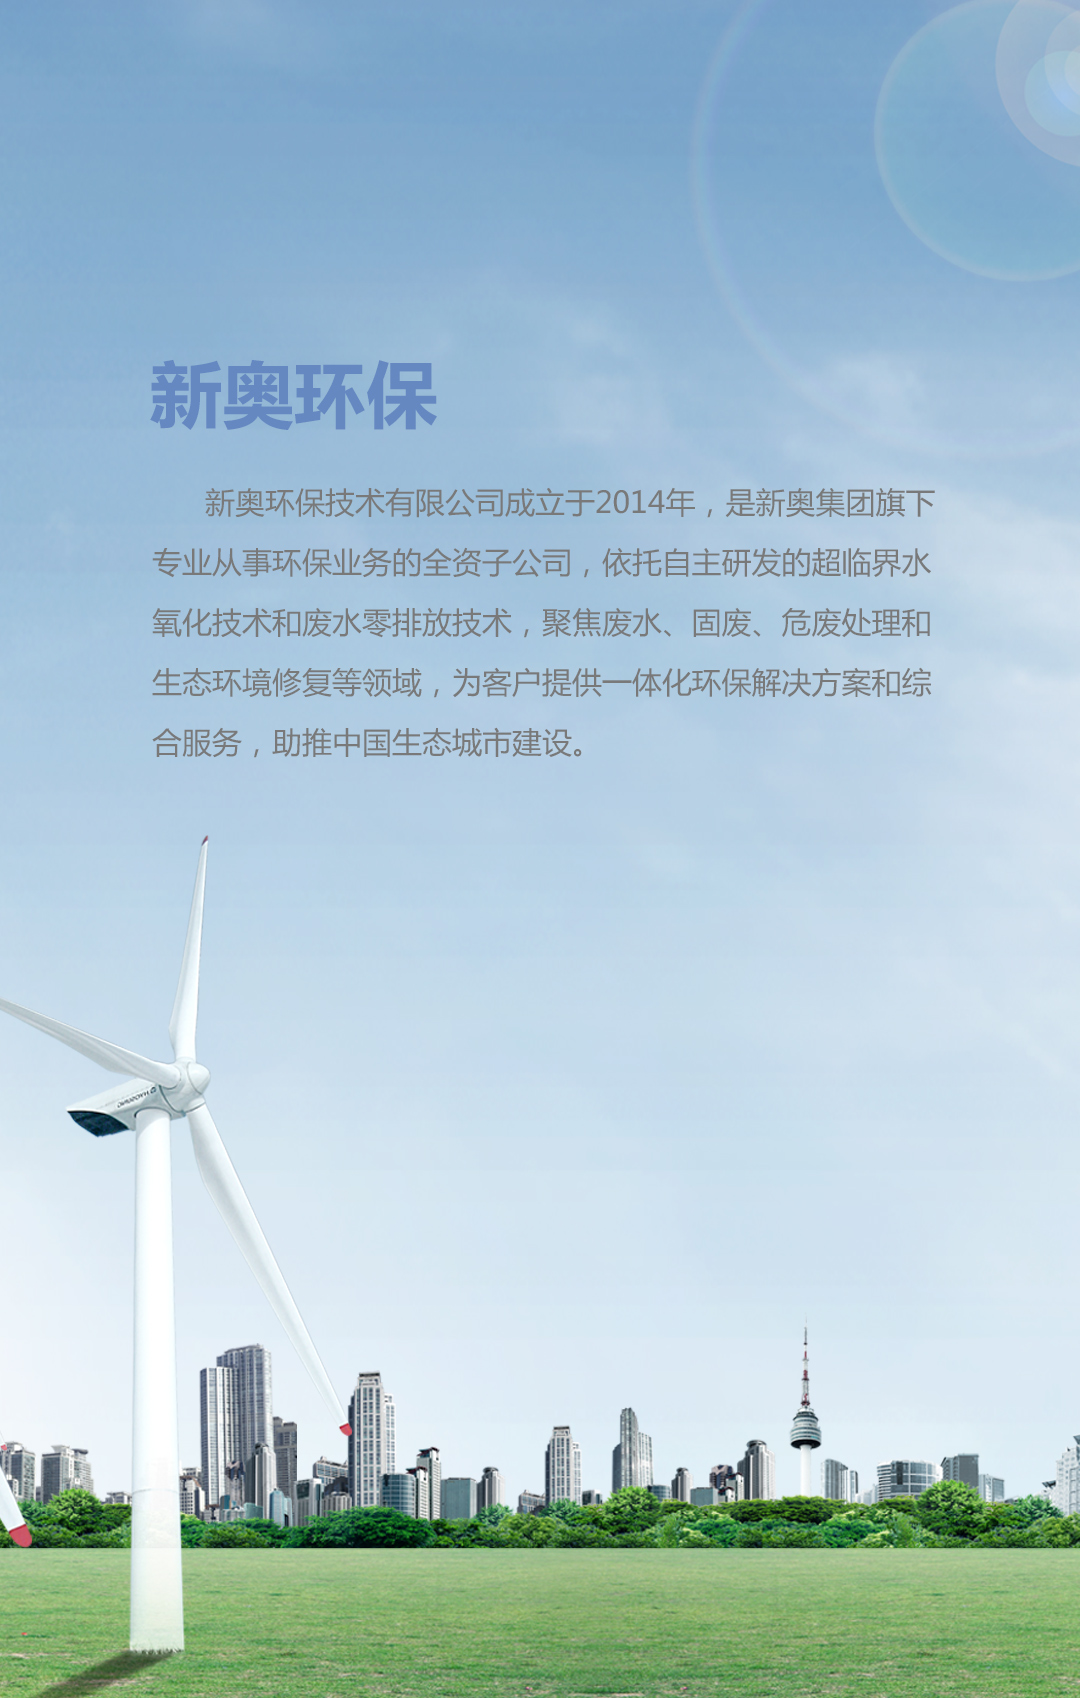 新奥环保
新奥环保技术有限公司成立于2014年，是新奥集团旗下
专业从事环保业务的全资子公司，依托自主研发的超临界水
氧化技术和废水零排放技术，聚焦废水、固废、危废处理和
生态环境修复等领域，为客户提供一体化环保解决方案和综
合服务，助推中国生态城市建设。